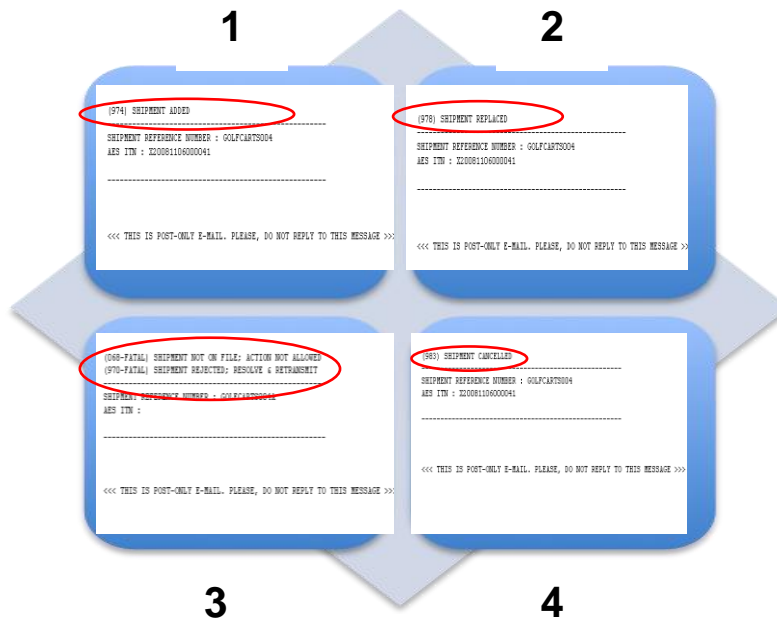 1
2
(974) SHIPMENT ADDED
----------------------------------------------------
SHIPMENT REFERENCE NUMBER : GOLFCARTS004
AES ITN : X20081106000041
----------------------------------------------------
<<< THIS IS POST-ONLY E-MAIL. PLEASE, DO NOT REPLY TO THIS MESSAGE >>>
(978) SHIPMENT REPLACED
----------------------------------------------------
SHIPMENT REFERENCE NUMBER : GOLFCARTS004
AES ITN : X20081106000041
----------------------------------------------------
<<< THIS IS POST-ONLY E-MAIL. PLEASE, DO NOT REPLY TO THIS MESSAGE >>
(068-FATAL) SHIPMENT NOT ON FILE; ACTION NOT ALLOWED
(970-FATAL) SHIPMENT REJECTED; RESOLVE & RETRANSMIT
----------------------------------------------------
SHIPMENT REFERENCE NUMBER :
AES ITN :
----------------------------------------------------
<<< THIS IS POST-ONLY E-MAIL. PLEASE, DO NOT REPLY TO THIS MESSAGE >>>
(983) SHIPMENT CANCELLED
----------------------------------------------------
SHIPMENT REFERENCE NUMBER : GOLFCARTS004
AES ITN : X20081106000041
----------------------------------------------------
<<< THIS IS POST-ONLY E-MAIL. PLEASE, DO NOT REPLY TO THIS MESSAGE >>>
3
4